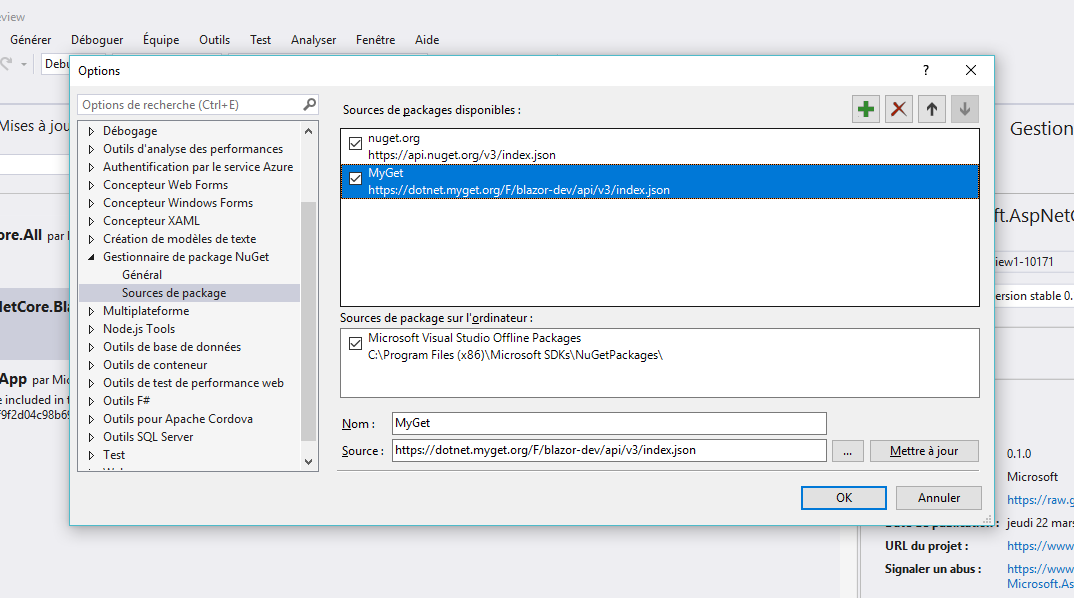 Générer Déboguer Équipe Outils Test Analyser Fenêtre Aide
Options
? 
Options de recherche (Ctrl+E)
Débogage
Outils d'analyse des performances
Authentification par le service Azure
Concepteur Web Forms
Concepteur Windows Forms
Concepteur XAML
Création de modèles de texte
Gestionnaire de package NuGet
Général
Sources de package
Multiplateforme
Node.js Tools
Outils de base de données
Outils de conteneur
Outils de test de performance web
Outils F#
Outils pour Apache Cordova
Outils SQL Server
Test
Sources de packages disponibles :
nuget.org
https://api.nuget.org/v3/index.json
MyGet
https://dotnet.myget.org/F/blazor-dev/api/v3/index.json
Sources de package sur l'ordinateur :
Microsoft Visual Studio Offline Packages
C:\Program Files (x86)\Microsoft SDKs\NuGetPackages\
Nom : MyGet
Source : https://dotnet.myget.org/F/blazor-dev/api/v3/index.json ... Mettre à jour
OK Annuler
Mises à jou
ore.All par
NetCore.Bla
App par Mic
e included in t
f9f2d04c98b69
Gestion
ft.AspNetC
iew1-10171
ersion stable 0.
0.1.0
Microsoft
https://raw.g
Date de publication : jeudi 22 mars
URL du projet : https://www
Signaler un abus : https://www
Microsoft.As